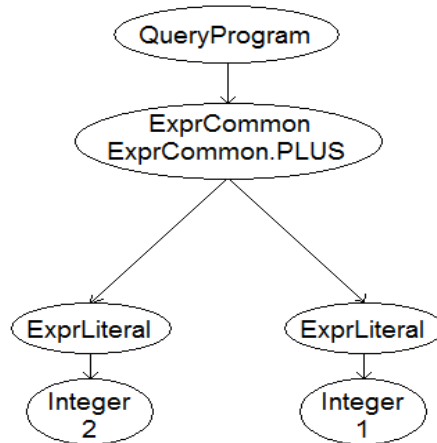 QueryProgram
ExprCommon
ExprCommon.PLUS
ExprLiteral
ExprLiteral
Integer
2
Integer
1